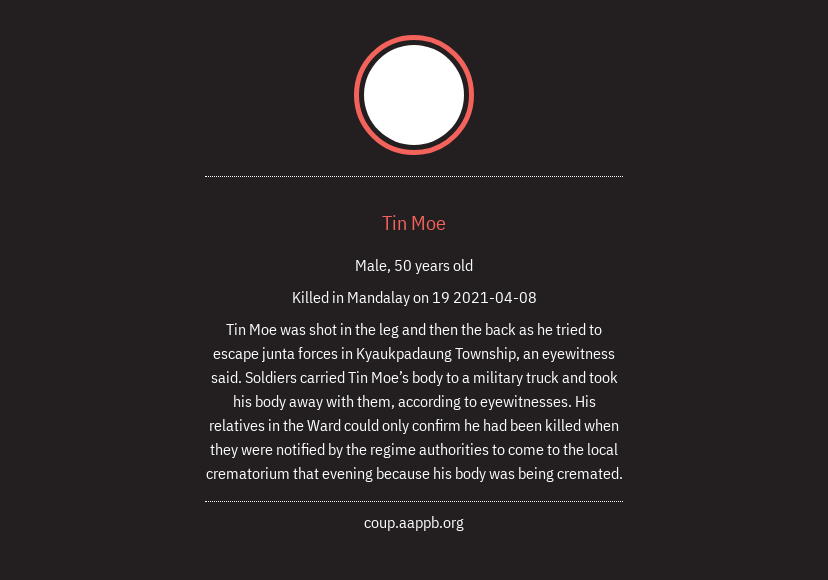 Tin Moe
Male, 50 years old
Killed in Mandalay on 19 2021-04-08
Tin Moe was shot in the leg and then the back as he tried to
escape junta forces in Kyaukpadaung Township, an eyewitness
said. Soldiers carried Tin Moe’s body to a military truck and took
his body away with them, according to eyewitnesses. His
relatives in the Ward could only confirm he had been killed when
they were notified by the regime authorities to come to the local
crematorium that evening because his body was being cremated.
coup.aappb.org